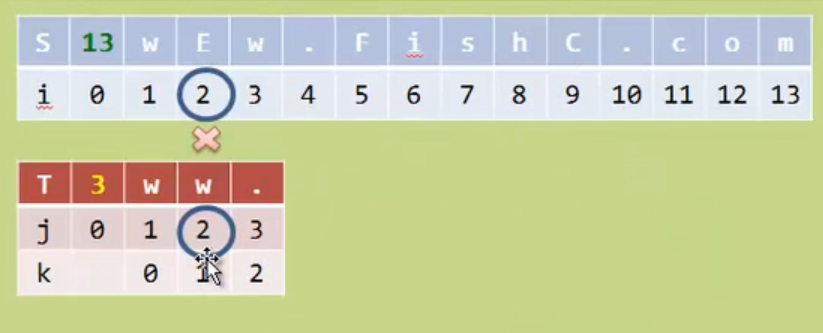 S 13 w E w . F i s h C . c o m
i 0 1 2 3 4 5 6 7 8 9 10 11 12 13
T 3 w w .
j 0 1 2 3
k 0 1 2